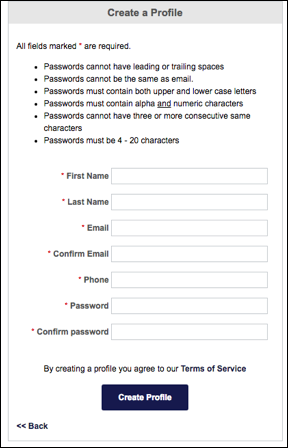 Create a Profile
All fields marked * are required.
• Passwords cannot have leading or trailing spaces
• Passwords cannot be the same as email.
• Passwords must contain both upper and lower case letters
• Passwords must contain alpha and numeric characters
• Passwords cannot have three or more consecutive same
characters
• Passwords must be 4 - 20 characters
* First Name
* Last Name
* Email
* Confirm Email
* Phone
* Password
* Confirm password
By creating a profile you agree to our Terms of Service
Create Profile
<< Back